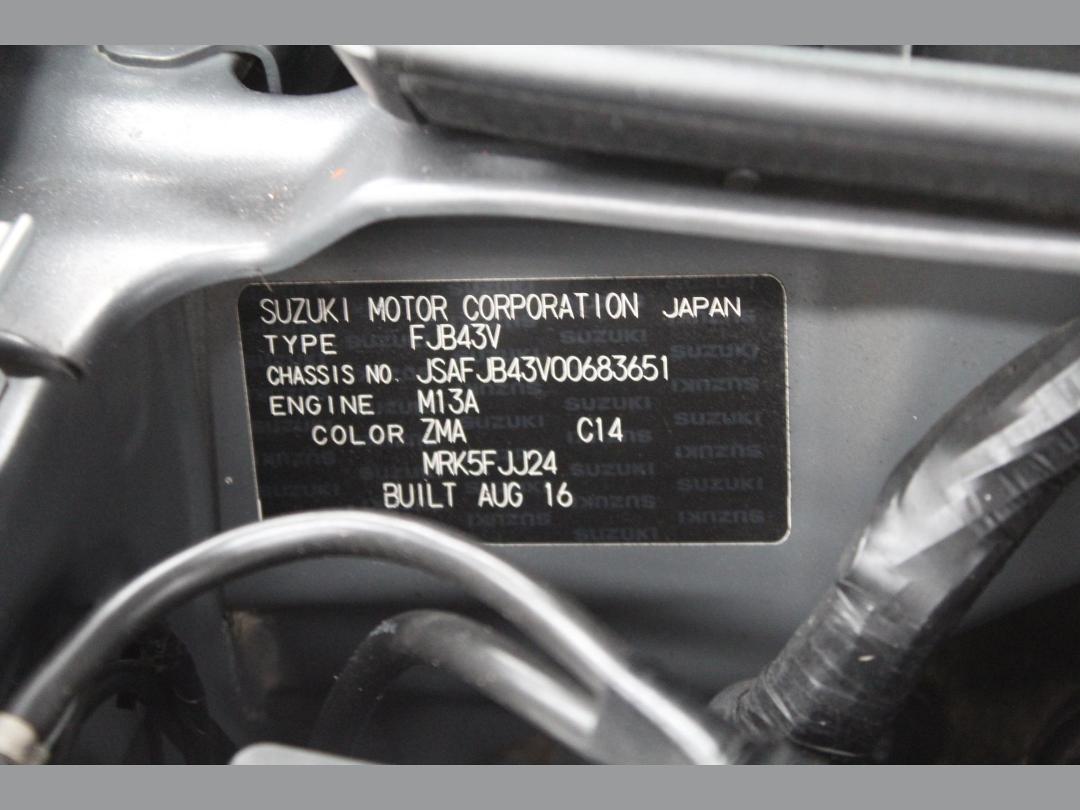 SUZUKI MOTOR CORPORATION JAPAN
TYPE FJB43V
CHASSIS NO. JSAFJB43V00683651
ENGINE M13A
COLOR ZMA C14
MRK5FJJ24
BUILT AUG 16